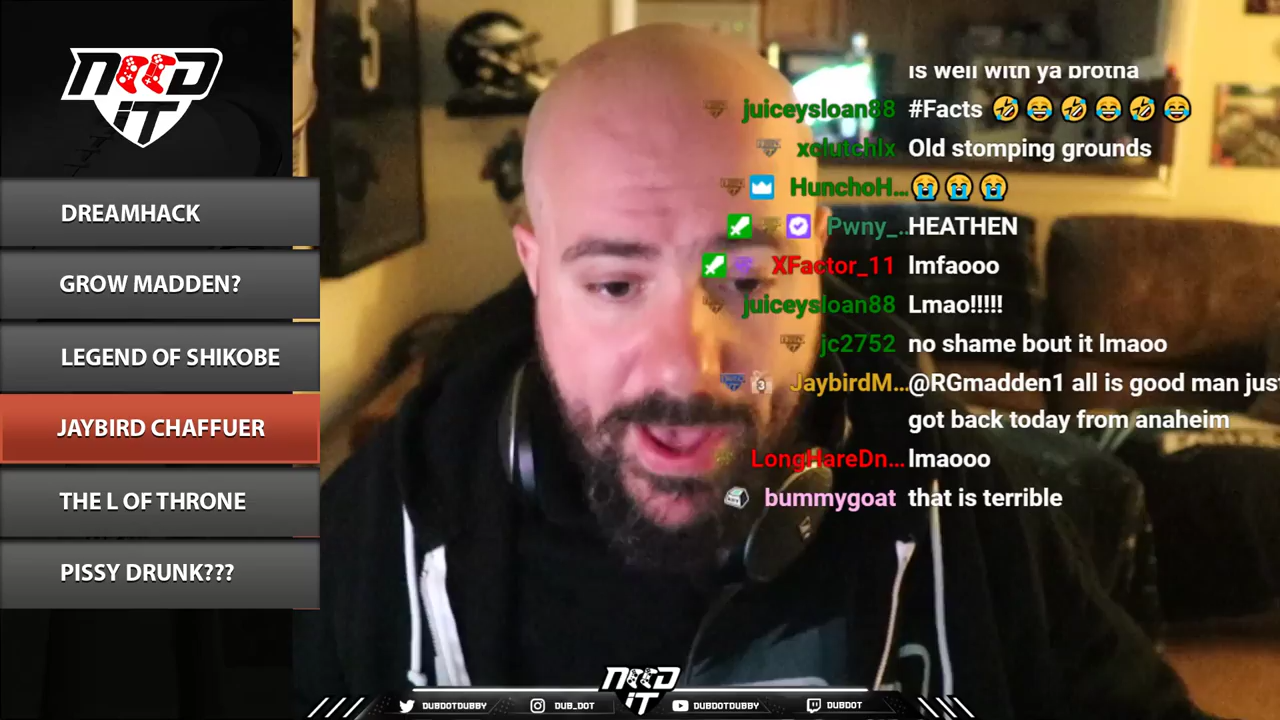 NEED
iT
DREAMHACK
GROW MADDEN?
LEGEND OF SHIKOBE
JAYBIRD CHAFFUER
THE L OF THRONE
PISSY DRUNK???
is well with ya brotha
juiceysloan88 #Facts 🤣😂🤣😂🤣😂
xclutchlx Old stomping grounds
HunchoH... 😭😭😭
Pwny_... HEATHEN
XFactor_11 lmfaooo
juiceysloan88 Lmao!!!!!
jc2752 no shame bout it lmaoo
3 JaybirdM... @RGmadden1 all is good man just
got back today from anaheim
LongHareDn... lmaooo
bummygoat that is terrible
NEED
iT
DUBDOTDUBBY DUB_DOT DUBDOTDUBBY DUBDOT